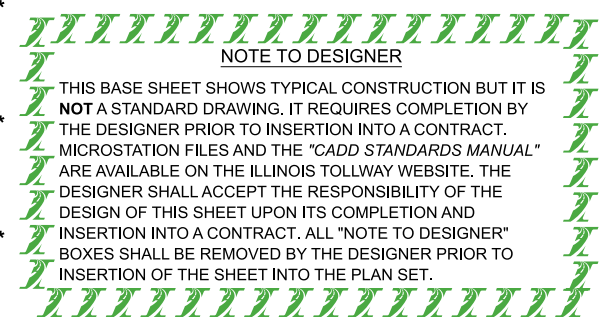 NOTE TO DESIGNER
THIS BASE SHEET SHOWS TYPICAL CONSTRUCTION BUT IT IS
NOT A STANDARD DRAWING. IT REQUIRES COMPLETION BY
THE DESIGNER PRIOR TO INSERTION INTO A CONTRACT.
MICROSTATION FILES AND THE "CADD STANDARDS MANUAL"
ARE AVAILABLE ON THE ILLINOIS TOLLWAY WEBSITE. THE
DESIGNER SHALL ACCEPT THE RESPONSIBILITY OF THE
DESIGN OF THIS SHEET UPON ITS COMPLETION AND
INSERTION INTO A CONTRACT. ALL "NOTE TO DESIGNER"
BOXES SHALL BE REMOVED BY THE DESIGNER PRIOR TO
INSERTION OF THE SHEET INTO THE PLAN SET.